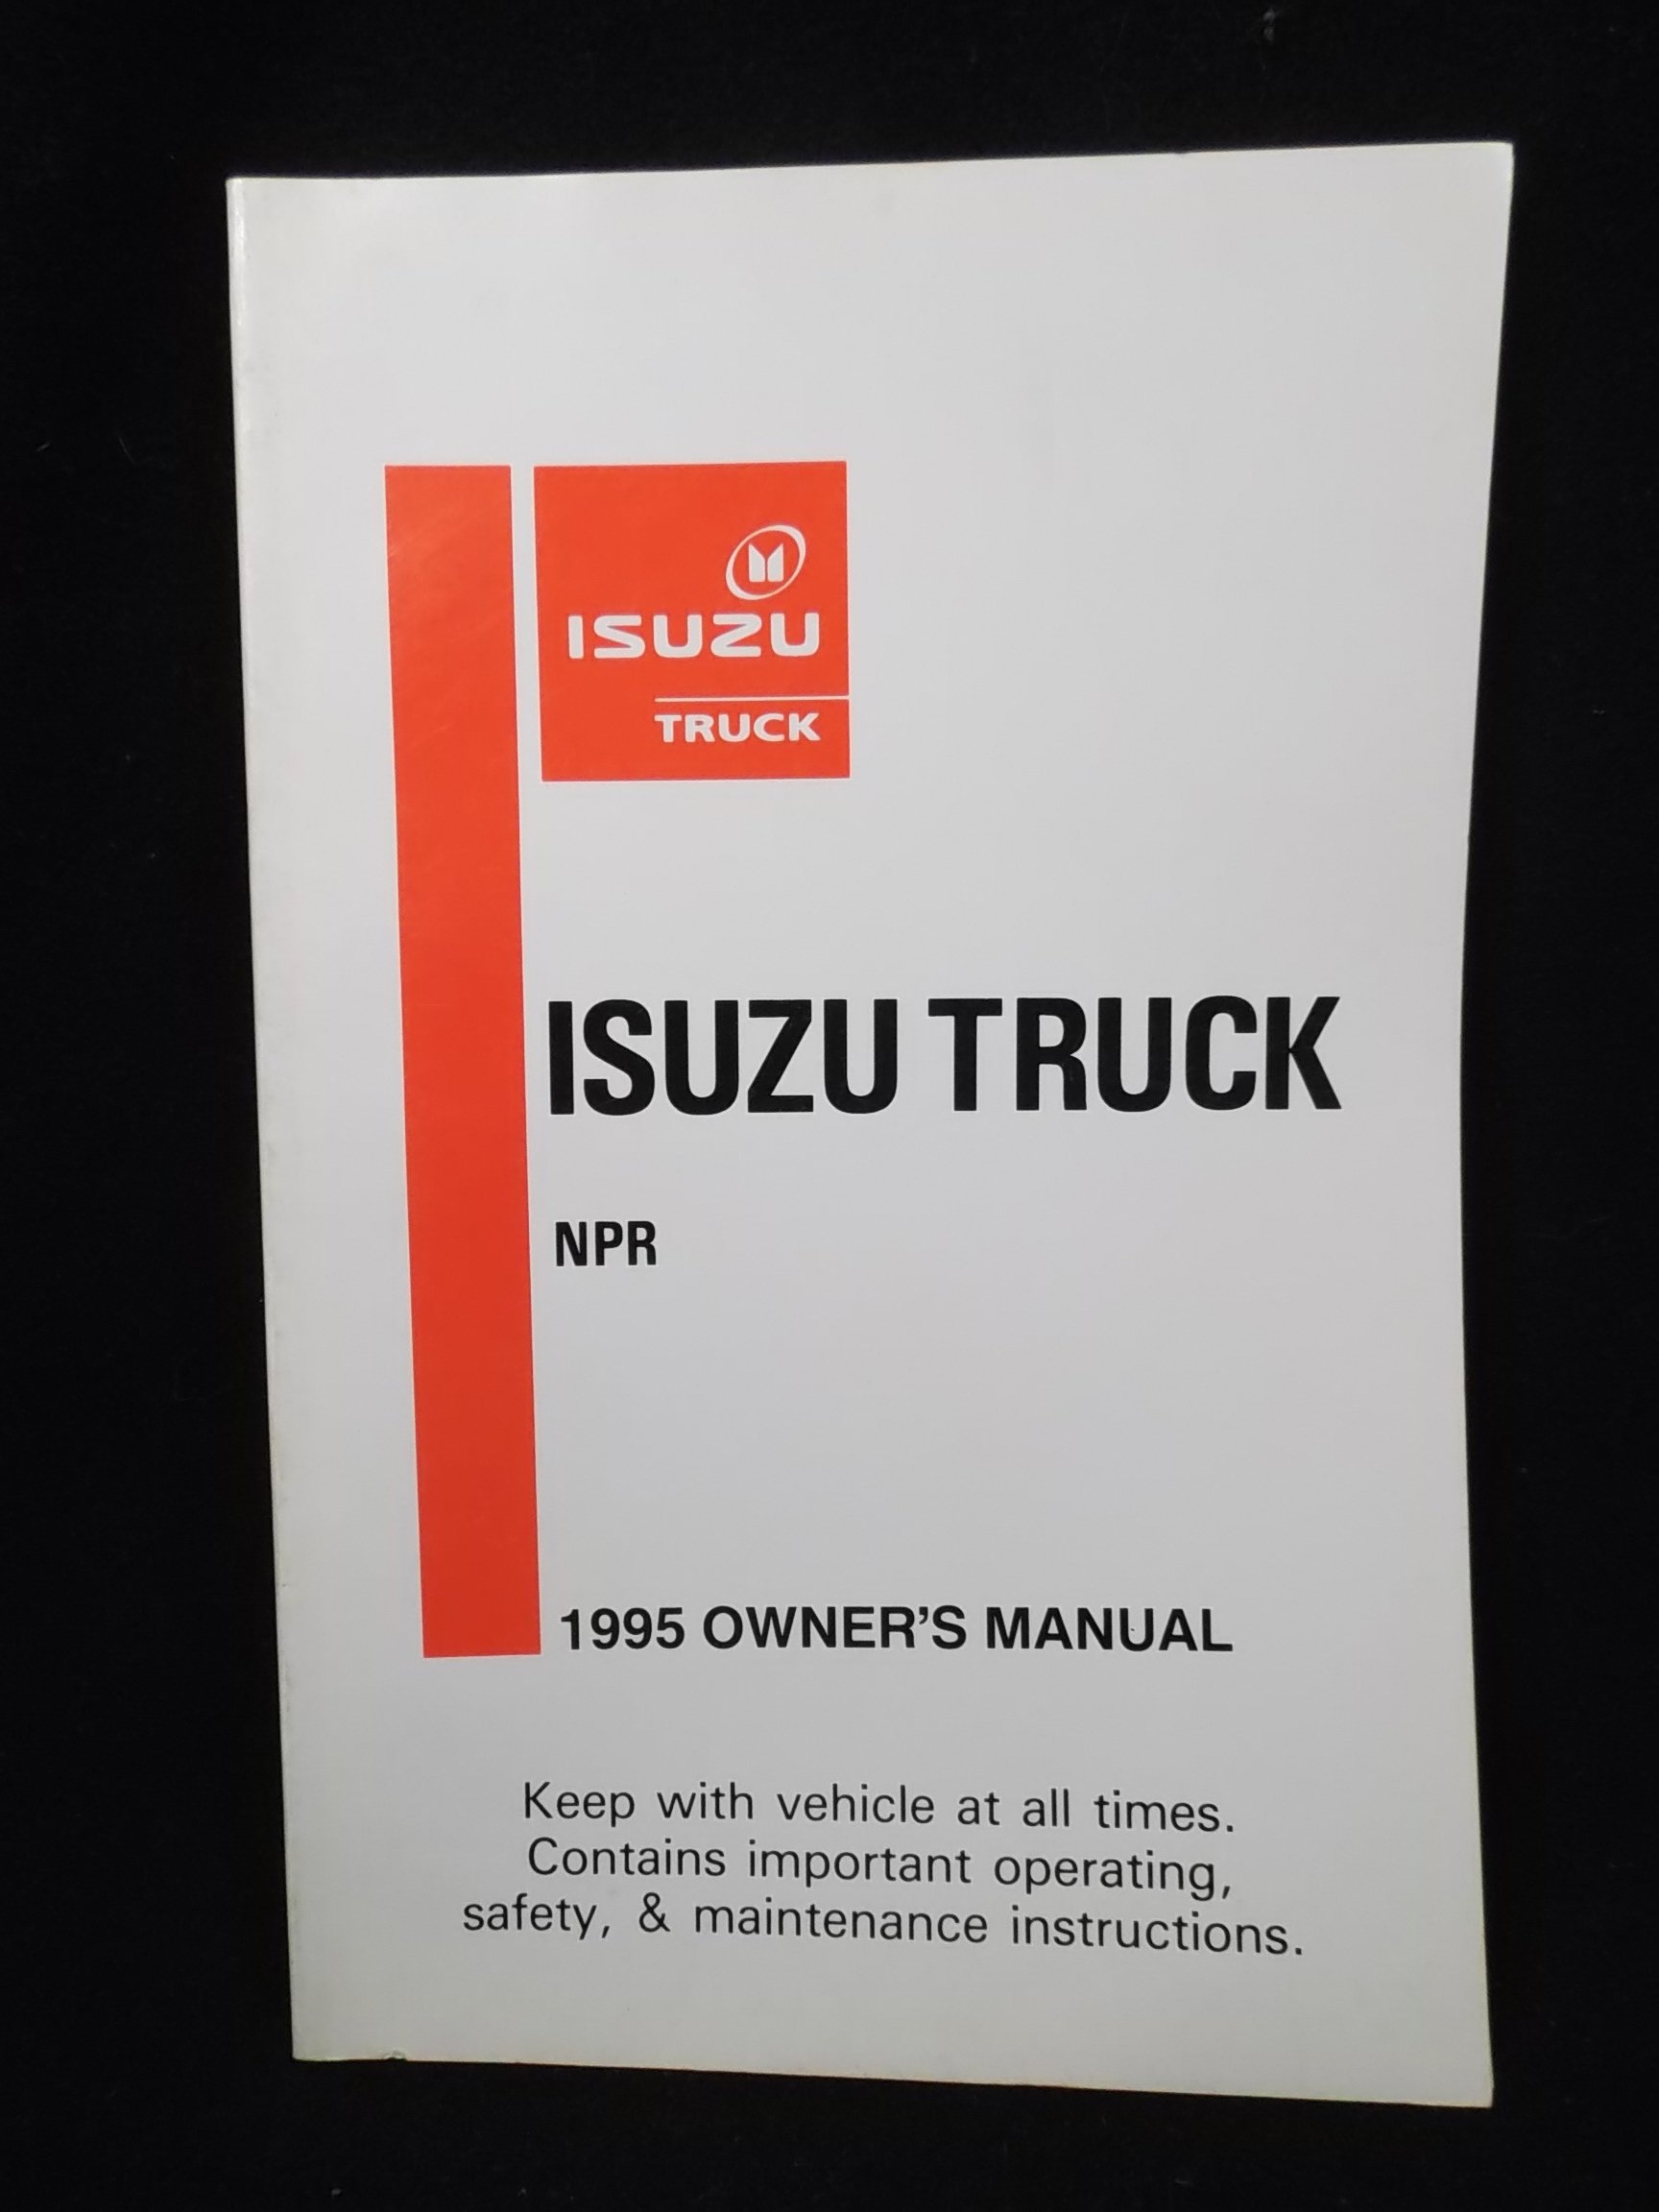 ISUZU
TRUCK
ISUZU TRUCK
NPR
1995 OWNER'S MANUAL
Keep with vehicle at all times.
Contains important operating,
safety, & maintenance instructions.